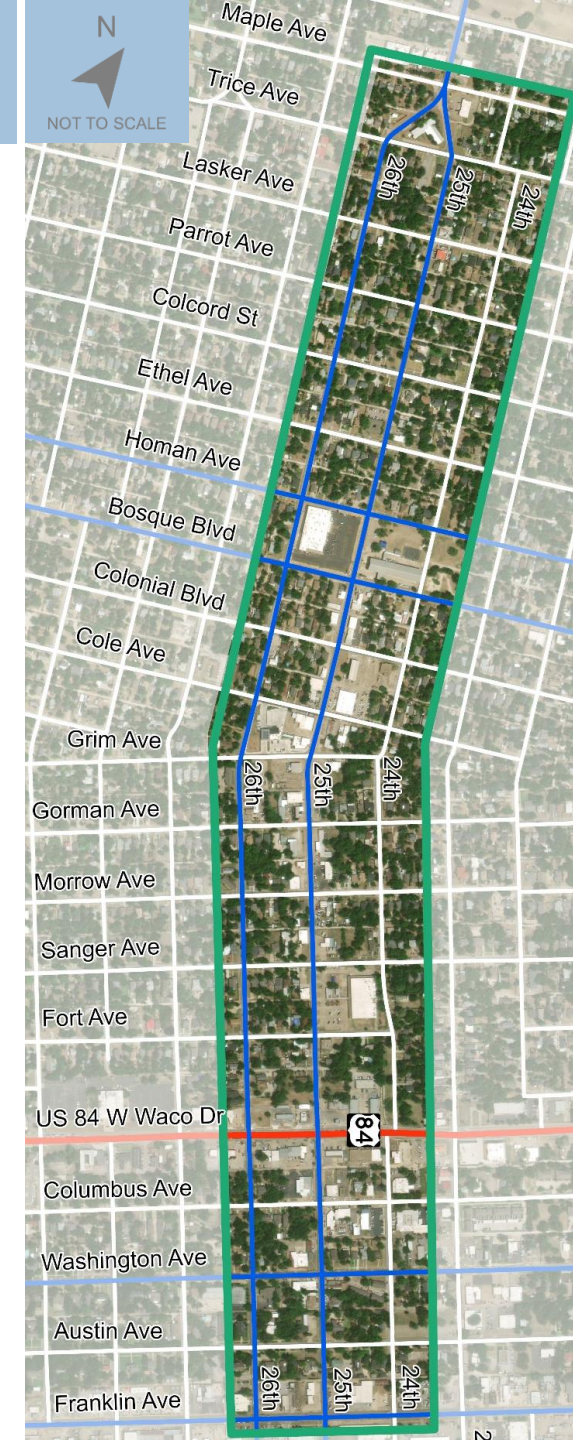 N
NOT TO SCALE
Maple Ave
Trice Ave
Lasker Ave
26th
25th
24th
Parrot Ave
Colcord St
Ethel Ave
Homan Ave
Bosque Blvd
Colonial Blvd
Cole Ave
Grim Ave
26th
25th
24th
Gorman Ave
Morrow Ave
Sanger Ave
Fort Ave
US 84 W Waco Dr
84
Columbus Ave
Washington Ave
Austin Ave
Franklin Ave
26th
25th
24th
2